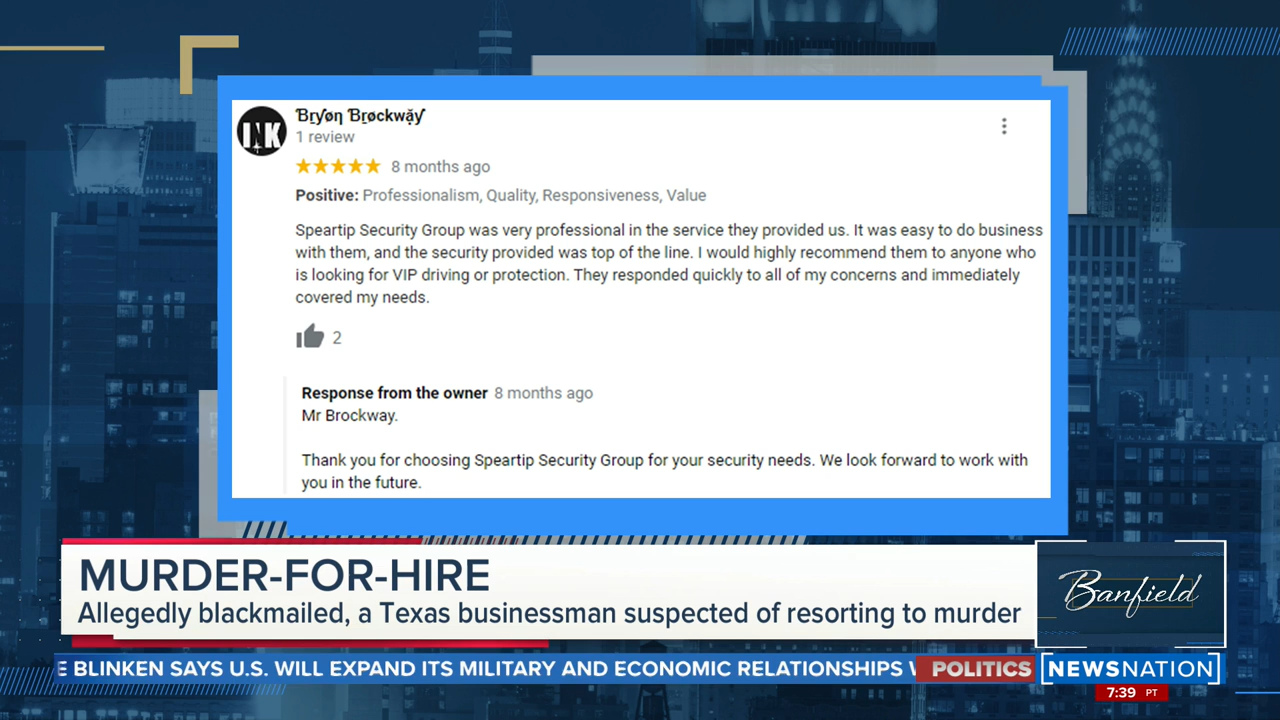 INK
Ɓṟƴøƞ Ɓṟøckwǎƴ
1 review
★★★★★ 8 months ago
Positive: Professionalism, Quality, Responsiveness, Value
Speartip Security Group was very professional in the service they provided us. It was easy to do business
with them, and the security provided was top of the line. I would highly recommend them to anyone who
is looking for VIP driving or protection. They responded quickly to all of my concerns and immediately
covered my needs.
2
Response from the owner 8 months ago
Mr Brockway.
Thank you for choosing Speartip Security Group for your security needs. We look forward to work with
you in the future.
MURDER-FOR-HIRE
Allegedly blackmailed, a Texas businessman suspected of resorting to murder
Banfield
E BLINKEN SAYS U.S. WILL EXPAND ITS MILITARY AND ECONOMIC RELATIONSHIPS
POLITICS
NEWSNATION
7:39 PT